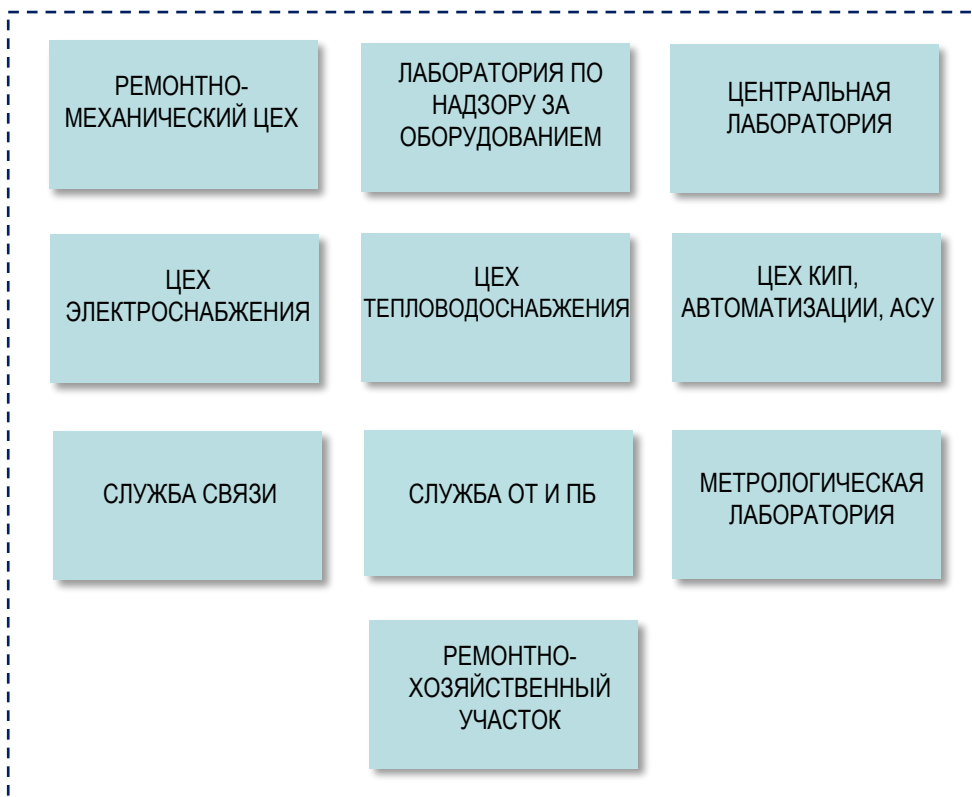 РЕМОНТНО-
МЕХАНИЧЕСКИЙ ЦЕХ
ЛАБОРАТОРИЯ ПО
НАДЗОРУ ЗА
ОБОРУДОВАНИЕМ
ЦЕНТРАЛЬНАЯ
ЛАБОРАТОРИЯ
ЦЕХ
ЭЛЕКТРОСНАБЖЕНИЯ
ЦЕХ
ТЕПЛОВОДОСНАБЖЕНИЯ
ЦЕХ КИП,
АВТОМАТИЗАЦИИ, АСУ
СЛУЖБА СВЯЗИ
СЛУЖБА ОТ И ПБ
МЕТРОЛОГИЧЕСКАЯ
ЛАБОРАТОРИЯ
РЕМОНТНО-
ХОЗЯЙСТВЕННЫЙ
УЧАСТОК